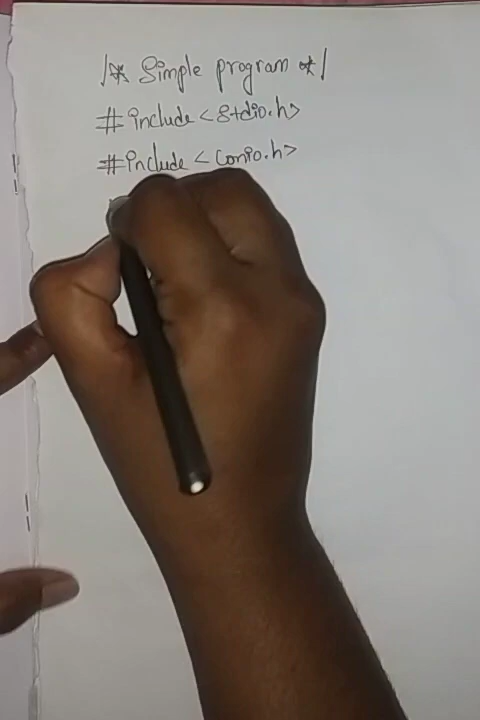 /* Simple program */
#include <stdio.h>
#include <conio.h>